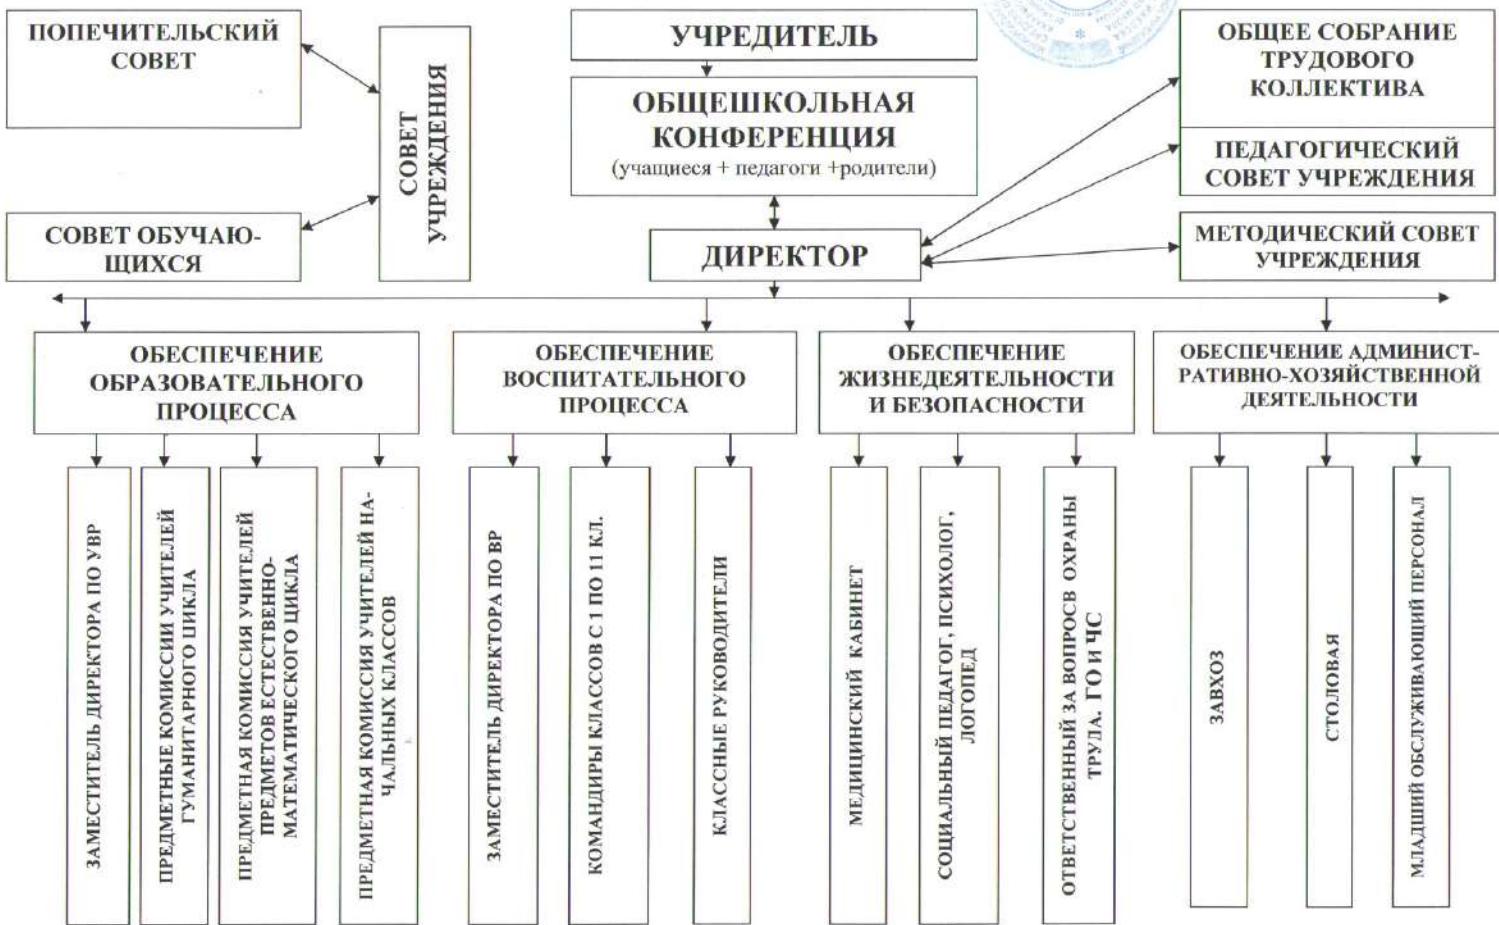 ПОПЕЧИТЕЛЬСКИЙ
СОВЕТ
СОВЕТ
УЧРЕЖДЕНИЯ
СОВЕТ ОБУЧАЮ-
ЩИХСЯ
УЧРЕДИТЕЛЬ
ОБЩЕШКОЛЬНАЯ
КОНФЕРЕНЦИЯ
(учащиеся + педагоги +родители)
ДИРЕКТОР
ОБЩЕЕ СОБРАНИЕ
ТРУДОВОГО
КОЛЛЕКТИВА
ПЕДАГОГИЧЕСКИЙ
СОВЕТ УЧРЕЖДЕНИЯ
МЕТОДИЧЕСКИЙ СОВЕТ
УЧРЕЖДЕНИЯ
ОБЕСПЕЧЕНИЕ
ОБРАЗОВАТЕЛЬНОГО
ПРОЦЕССА
ОБЕСПЕЧЕНИЕ
ВОСПИТАТЕЛЬНОГО
ПРОЦЕССА
ОБЕСПЕЧЕНИЕ
ЖИЗНЕДЕЯТЕЛЬНОСТИ
И БЕЗОПАСНОСТИ
ОБЕСПЕЧЕНИЕ АДМИНИСТ-
РАТИВНО-ХОЗЯЙСТВЕННОЙ
ДЕЯТЕЛЬНОСТИ
ЗАМЕСТИТЕЛЬ ДИРЕКТОРА ПО УВР
ПРЕДМЕТНЫЕ КОМИССИИ УЧИТЕЛЕЙ
ГУМАНИТАРНОГО ЦИКЛА
ПРЕДМЕТНАЯ КОМИССИЯ УЧИТЕЛЕЙ
ПРЕДМЕТОВ ЕСТЕСТВЕННО-
МАТЕМАТИЧЕСКОГО ЦИКЛА
ПРЕДМЕТНАЯ КОМИССИЯ УЧИТЕЛЕЙ НА-
ЧАЛЬНЫХ КЛАССОВ
ЗАМЕСТИТЕЛЬ ДИРЕКТОРА ПО ВР
КОМАНДИРЫ КЛАССОВ С 1 ПО 11 КЛ.
КЛАССНЫЕ РУКОВОДИТЕЛИ
МЕДИЦИНСКИЙ КАБИНЕТ
СОЦИАЛЬНЫЙ ПЕДАГОГ, ПСИХОЛОГ,
ЛОГОПЕД
ОТВЕТСТВЕННЫЙ ЗА ВОПРОСВ ОХРАНЫ
ТРУДА. ГО и ЧС
ЗАВХОЗ
СТОЛОВАЯ
МЛАДШИЙ ОБСЛУЖИВАЮЩИЙ ПЕРСОНАЛ